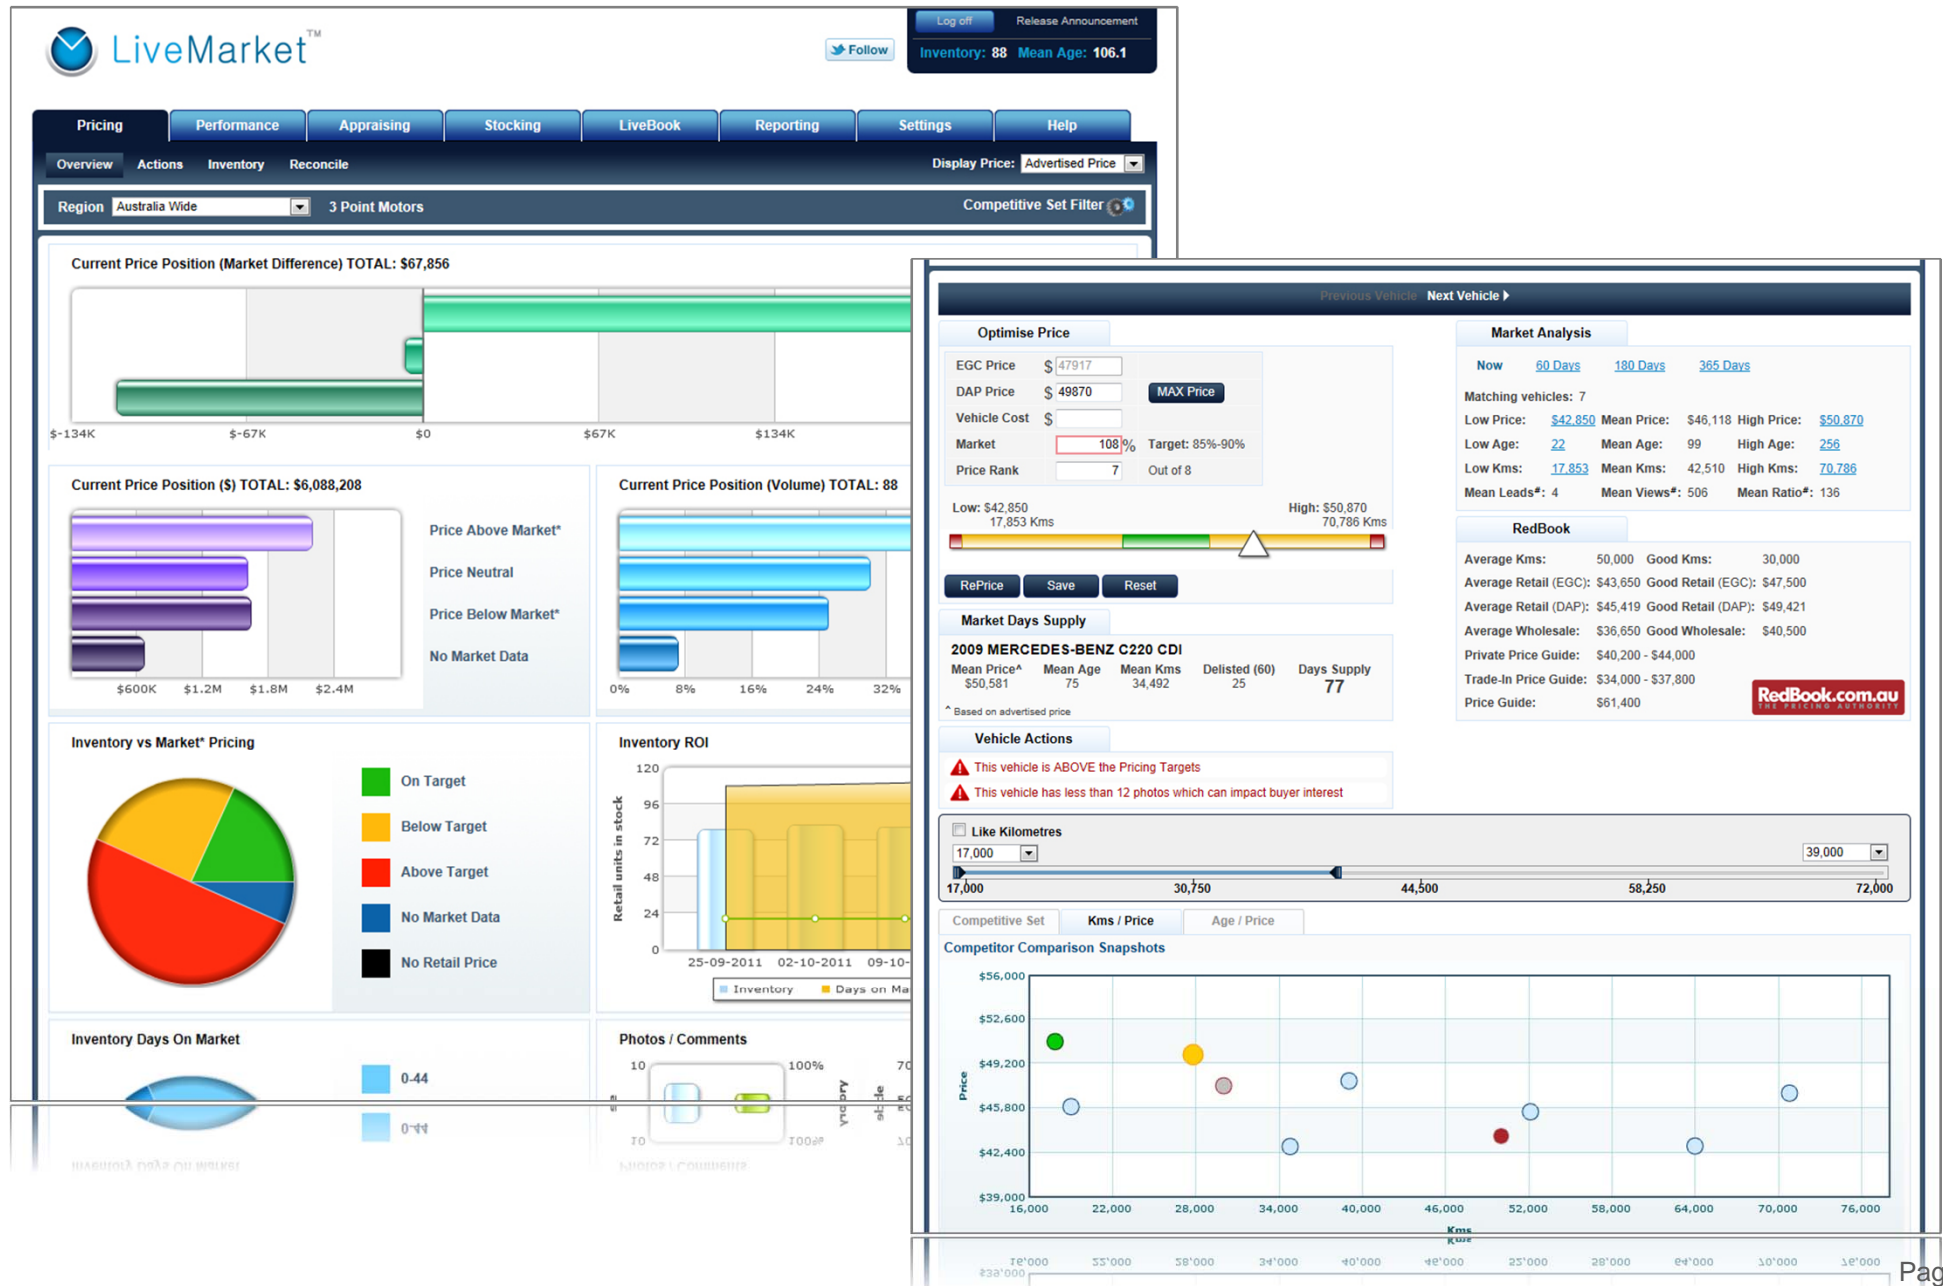 LiveMarket™
Follow
Log off Release Announcement
Inventory: 88 Mean Age: 106.1
Pricing Performance Appraising Stocking LiveBook Reporting Settings Help
Overview Actions Inventory Reconcile Display Price: Advertised Price
Region Australia Wide 3 Point Motors Competitive Set Filter
Current Price Position (Market Difference) TOTAL: $67,856
$-134K $-67K $0 $67K $134K
Current Price Position ($) TOTAL: $6,088,208
Price Above Market*
Price Neutral
Price Below Market*
No Market Data
$600K $1.2M $1.8M $2.4M
Current Price Position (Volume) TOTAL: 88
0% 8% 16% 24% 32%
Inventory vs Market* Pricing
On Target
Below Target
Above Target
No Market Data
No Retail Price
Inventory ROI
Retail units in stock
120
96
72
48
24
0
25-09-2011 02-10-2011 09-10-
Inventory Days on Ma
Inventory Days On Market
0-44
Photos / Comments
10 100% 70
Previous Vehicle Next Vehicle
Optimise Price
EGC Price $ 47917
DAP Price $ 49870 MAX Price
Vehicle Cost $
Market 108 % Target: 85%-90%
Price Rank 7 Out of 8
Low: $42,850 High: $50,870
17,853 Kms 70,786 Kms
RePrice Save Reset
Market Days Supply
2009 MERCEDES-BENZ C220 CDI
Mean Price^ Mean Age Mean Kms Delisted (60) Days Supply
$50,581 75 34,492 25 77
^ Based on advertised price
Vehicle Actions
This vehicle is ABOVE the Pricing Targets
This vehicle has less than 12 photos which can impact buyer interest
Market Analysis
Now 60 Days 180 Days 365 Days
Matching vehicles: 7
Low Price: $42,850 Mean Price: $46,118 High Price: $50,870
Low Age: 22 Mean Age: 99 High Age: 256
Low Kms: 17,853 Mean Kms: 42,510 High Kms: 70,786
Mean Leads#: 4 Mean Views#: 506 Mean Ratio#: 136
RedBook
Average Kms: 50,000 Good Kms: 30,000
Average Retail (EGC): $43,650 Good Retail (EGC): $47,500
Average Retail (DAP): $45,419 Good Retail (DAP): $49,421
Average Wholesale: $36,650 Good Wholesale: $40,500
Private Price Guide: $40,200 - $44,000
Trade-In Price Guide: $34,000 - $37,800
Price Guide: $61,400
RedBook.com.au
THE PRICING AUTHORITY
Like Kilometres
17,000 39,000
17,000 30,750 44,500 58,250 72,000
Competitive Set Kms / Price Age / Price
Competitor Comparison Snapshots
Price
$56,000
$52,600
$49,200
$45,800
$42,400
$39,000
16,000 22,000 28,000 34,000 40,000 46,000 52,000 58,000 64,000 70,000 76,000
Kms
Pag